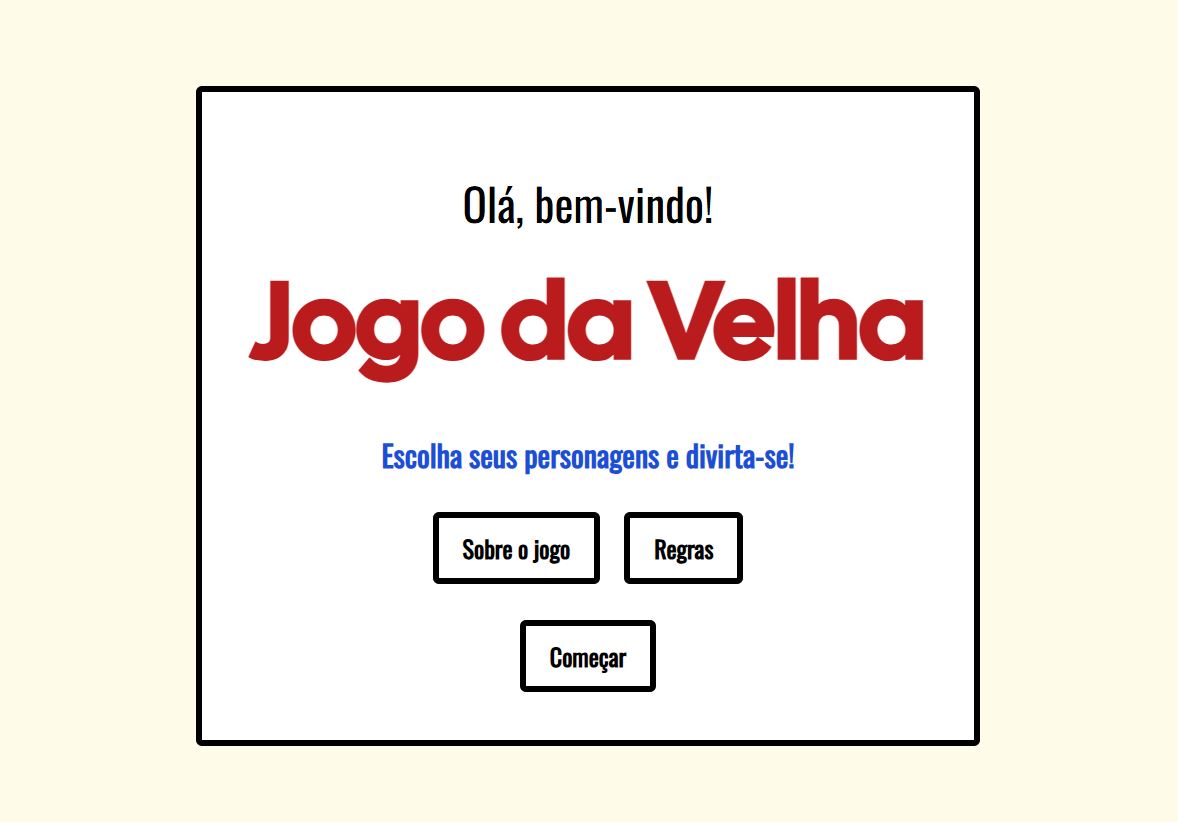 Olá, bem-vindo!
Jogo da Velha
Escolha seus personagens e divirta-se!
Sobre o jogo
Regras
Começar